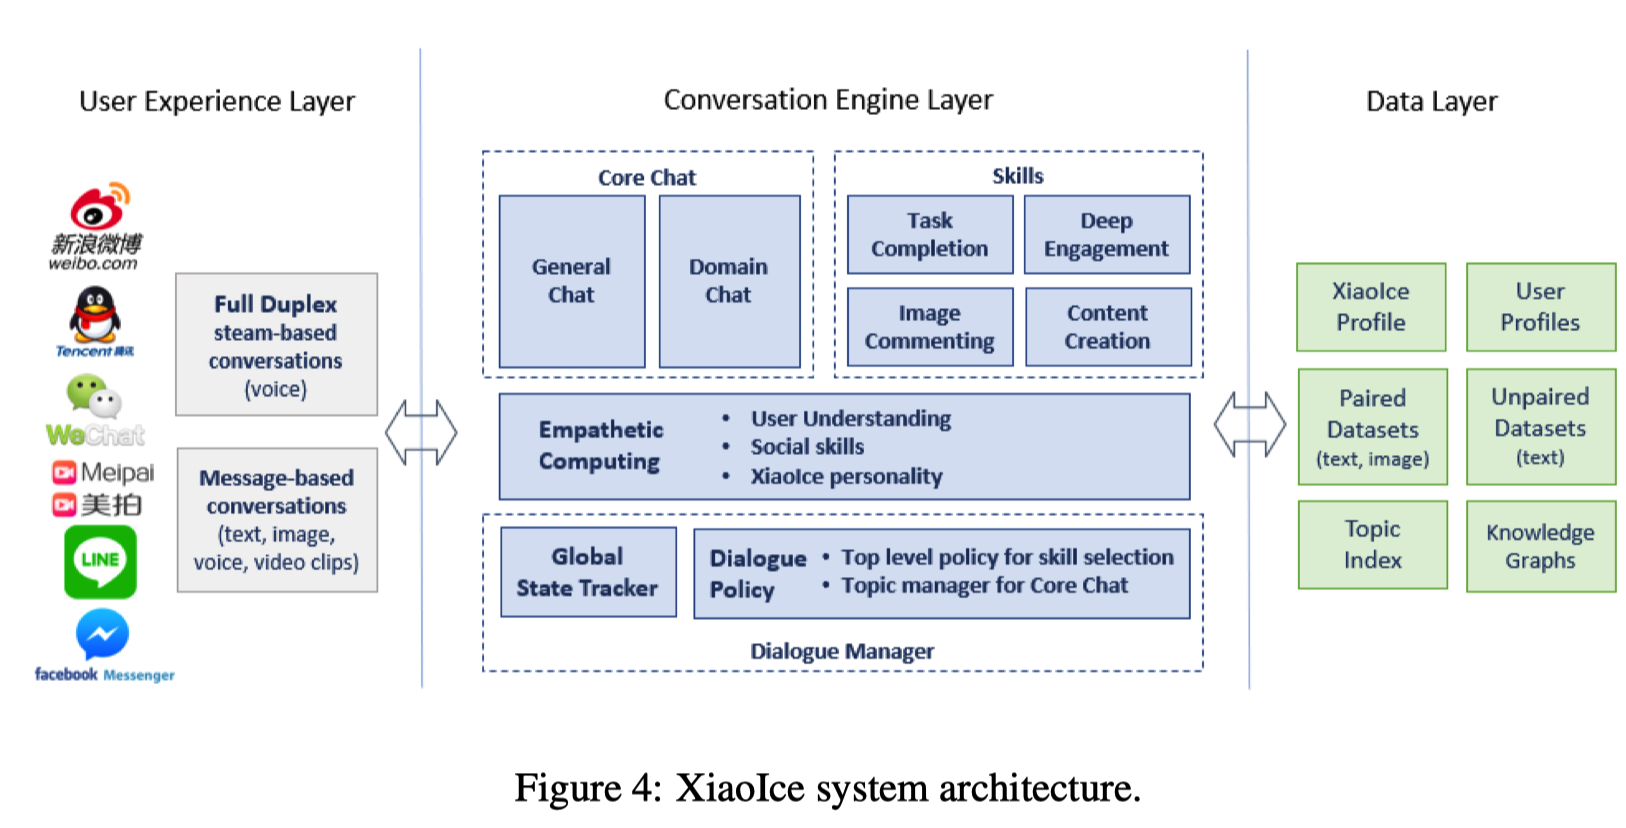 User Experience Layer
Conversation Engine Layer
Data Layer
新浪微博
weibo.com
Tencent 腾讯
WeChat
Meipai
美拍
LINE
facebook Messenger
Full Duplex
steam-based
conversations
(voice)
Message-based
conversations
(text, image,
voice, video clips)
Core Chat
General
Chat
Domain
Chat
Skills
Task
Completion
Deep
Engagement
Image
Commenting
Content
Creation
Empathetic
Computing
• User Understanding
• Social skills
• XiaoIce personality
Global
State Tracker
Dialogue
Policy
• Top level policy for skill selection
• Topic manager for Core Chat
Dialogue Manager
XiaoIce
Profile
User
Profiles
Paired
Datasets
(text, image)
Unpaired
Datasets
(text)
Topic
Index
Knowledge
Graphs
Figure 4: XiaoIce system architecture.